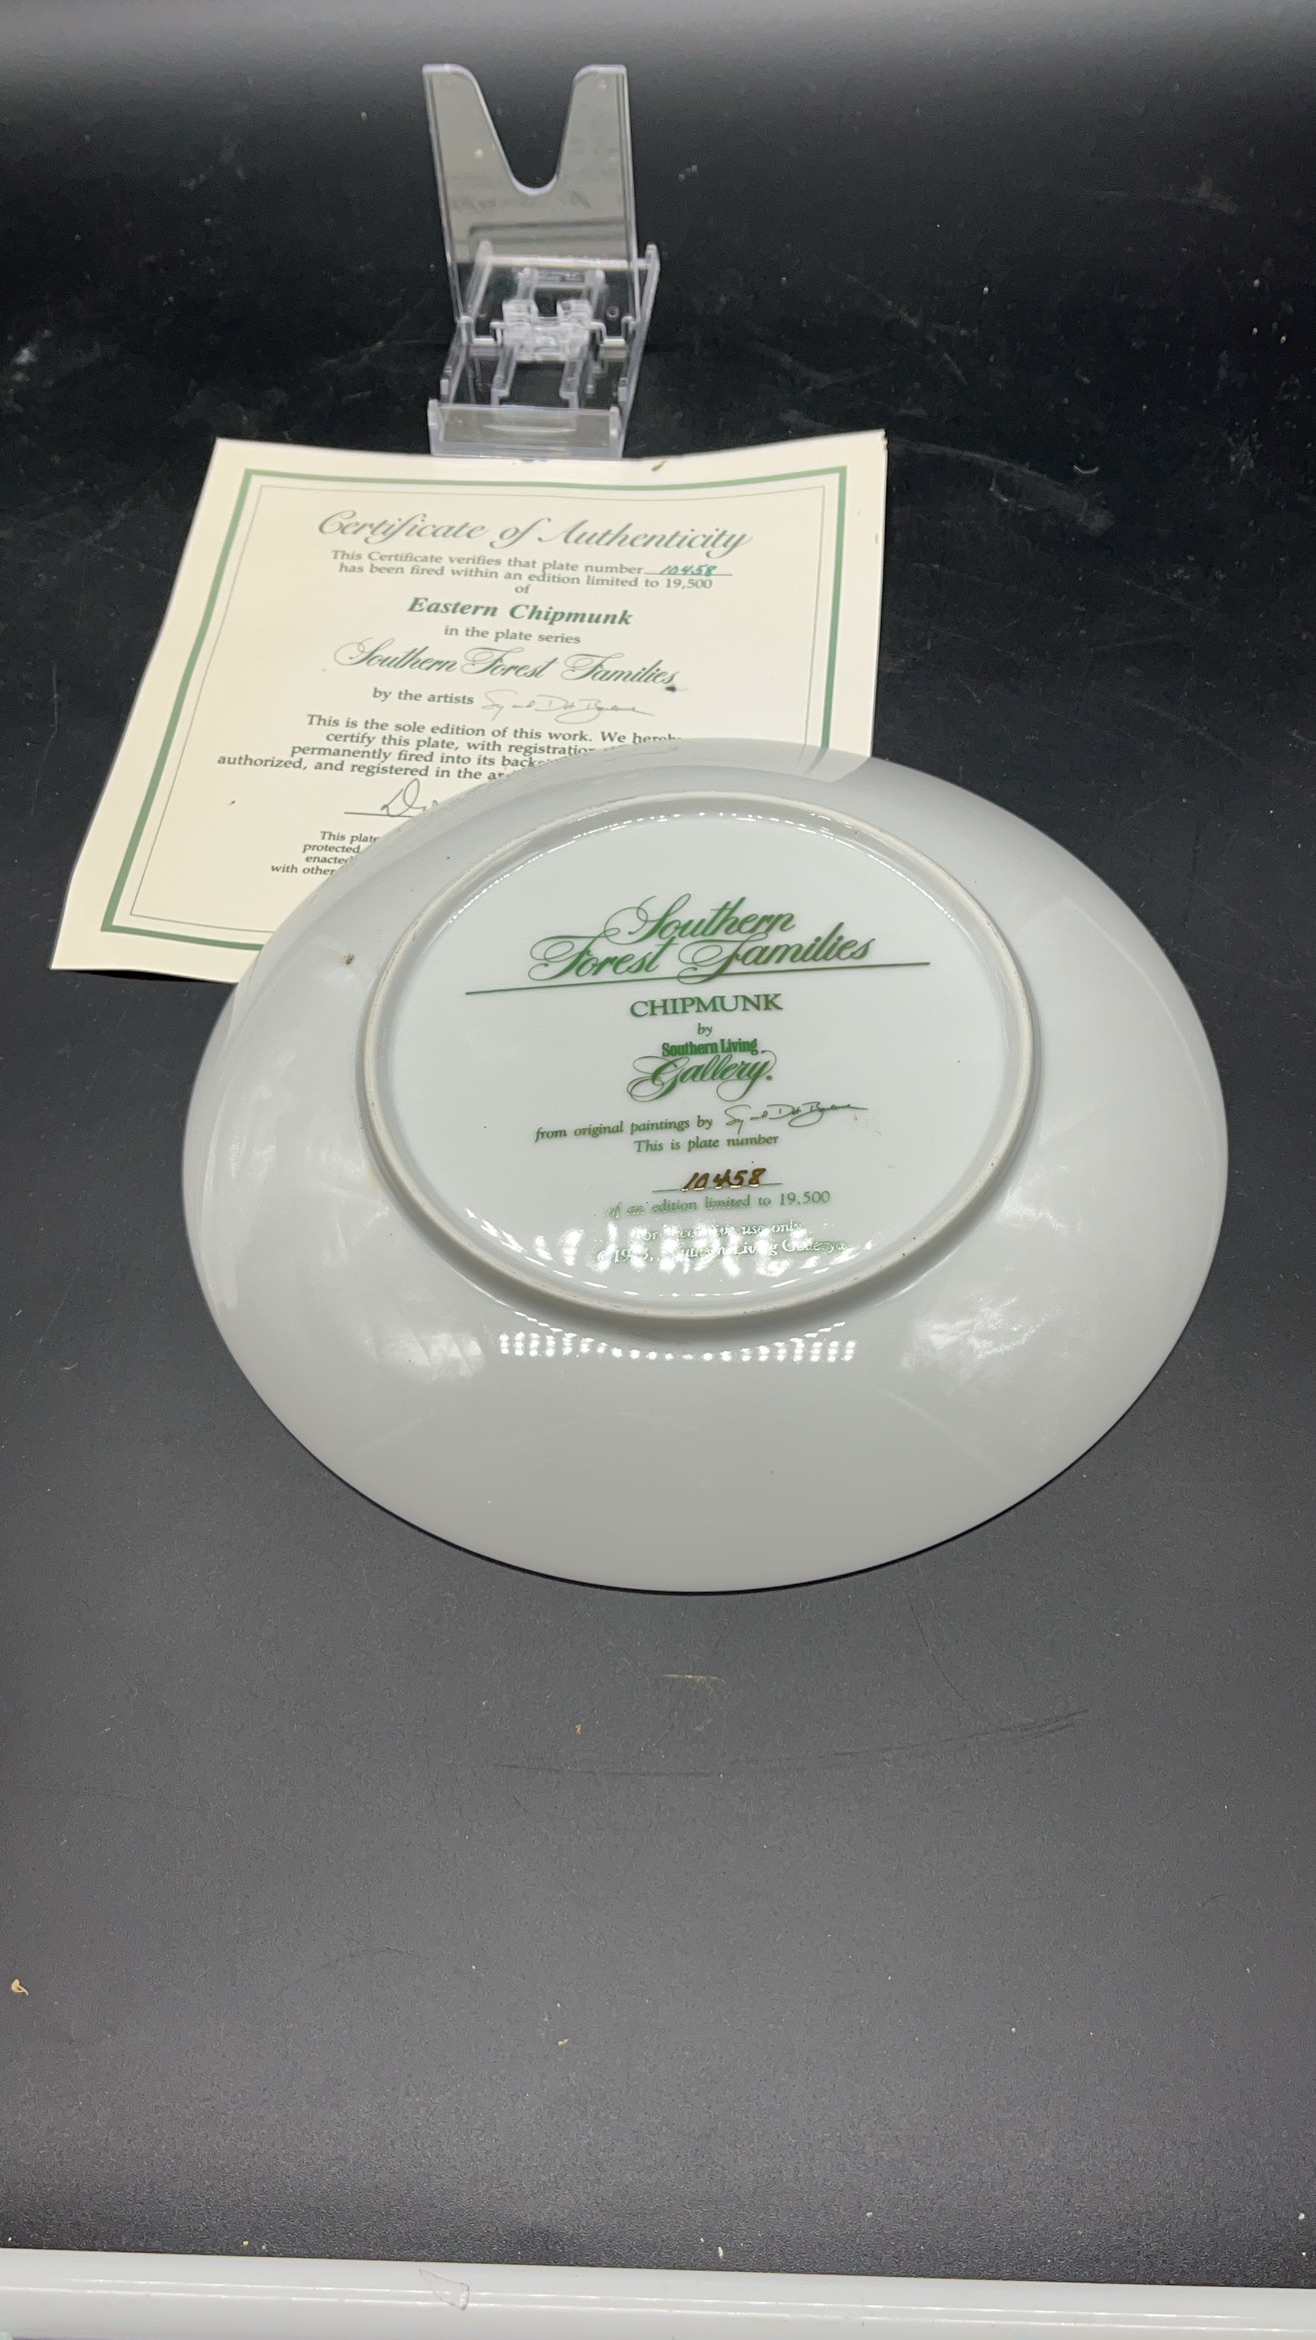 Certificate of Authenticity
This Certificate verifies that plate number 10458
has been fired within an edition limited to 19,500
of
Eastern Chipmunk
in the plate series
Southern Forest Families
by the artists
This is the sole edition of this work. We hereby
certify this plate, with registration
permanently fired into its back
authorized, and registered in the
This plate
protected
enacted
with other
Southern
Forest Families
CHIPMUNK
by
Southern Living
Gallery.
from original paintings by
This is plate number
10458
of an edition limited to 19,500
use only